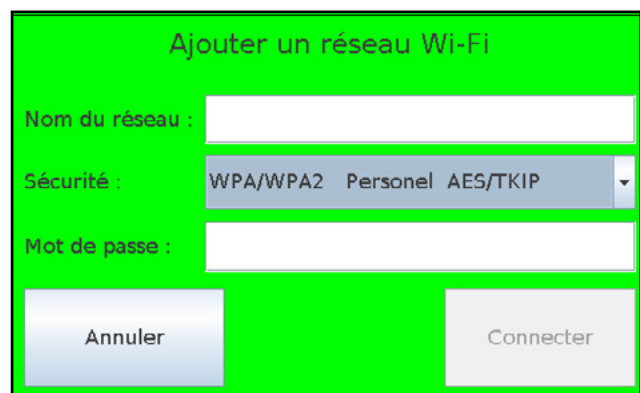 Ajouter un réseau Wi-Fi
Nom du réseau :
Sécurité :
WPA/WPA2 Personel AES/TKIP
Mot de passe :
Annuler
Connecter